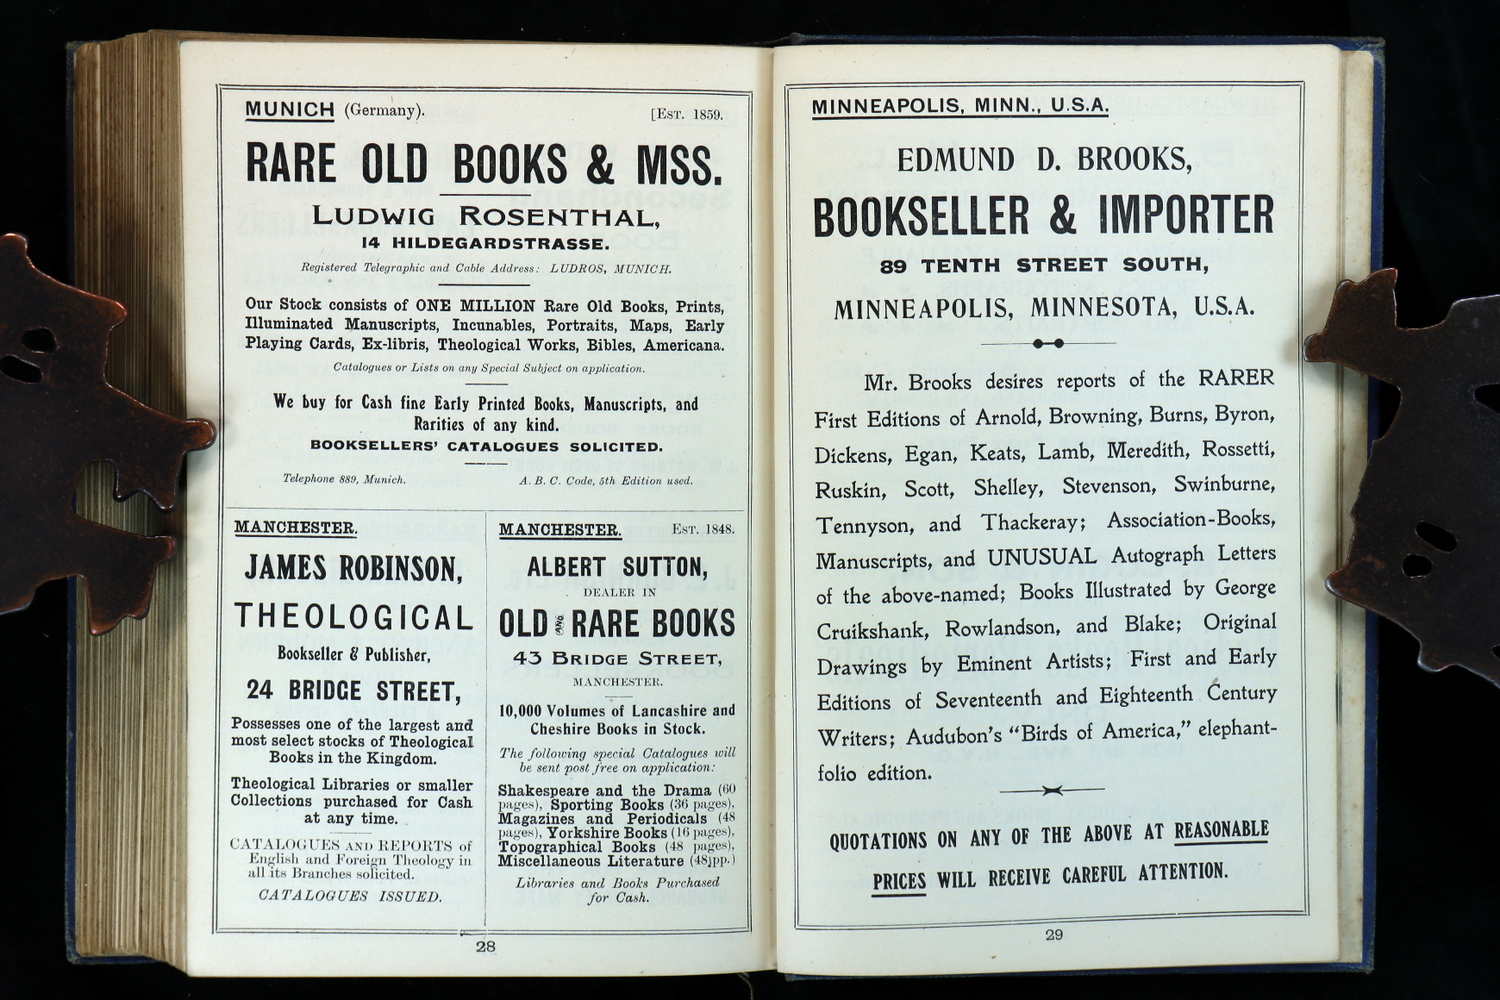 MUNICH (Germany). [EST. 1859.
RARE OLD BOOKS & MSS.
LUDWIG ROSENTHAL,
14 HILDEGARDSTRASSE.
Registered Telegraphic and Cable Address: LUDROS, MUNICH.
Our Stock consists of ONE MILLION Rare Old Books, Prints,
Illuminated Manuscripts, Incunables, Portraits, Maps, Early
Playing Cards, Ex-libris, Theological Works, Bibles, Americana.
Catalogues or Lists on any Special Subject on application.
We buy for Cash fine Early Printed Books, Manuscripts, and
Rarities of any kind.
BOOKSELLERS' CATALOGUES SOLICITED.
Telephone 889, Munich. A. B. C. Code, 5th Edition used.
MANCHESTER.
JAMES ROBINSON,
THEOLOGICAL
Bookseller & Publisher,
24 BRIDGE STREET,
Possesses one of the largest and
most select stocks of Theological
Books in the Kingdom.
Theological Libraries or smaller
Collections purchased for Cash
at any time.
CATALOGUES AND REPORTS of
English and Foreign Theology in
all its Branches solicited.
CATALOGUES ISSUED.
MANCHESTER. EST. 1848.
ALBERT SUTTON,
DEALER IN
OLD AND RARE BOOKS
43 BRIDGE STREET,
MANCHESTER.
10,000 Volumes of Lancashire and
Cheshire Books in Stock.
The following special Catalogues will
be sent post free on application:
Shakespeare and the Drama (60
pages), Sporting Books (36 pages),
Magazines and Periodicals (48
pages), Yorkshire Books (16 pages),
Topographical Books (48 pages),
Miscellaneous Literature (48 pp.)
Libraries and Books Purchased
for Cash.
28
MINNEAPOLIS, MINN., U.S.A.
EDMUND D. BROOKS,
BOOKSELLER & IMPORTER
89 TENTH STREET SOUTH,
MINNEAPOLIS, MINNESOTA, U.S.A.
Mr. Brooks desires reports of the RARER
First Editions of Arnold, Browning, Burns, Byron,
Dickens, Egan, Keats, Lamb, Meredith, Rossetti,
Ruskin, Scott, Shelley, Stevenson, Swinburne,
Tennyson, and Thackeray; Association-Books,
Manuscripts, and UNUSUAL Autograph Letters
of the above-named; Books Illustrated by George
Cruikshank, Rowlandson, and Blake; Original
Drawings by Eminent Artists; First and Early
Editions of Seventeenth and Eighteenth Century
Writers; Audubon's "Birds of America," elephant-
folio edition.
QUOTATIONS ON ANY OF THE ABOVE AT REASONABLE
PRICES WILL RECEIVE CAREFUL ATTENTION.
29